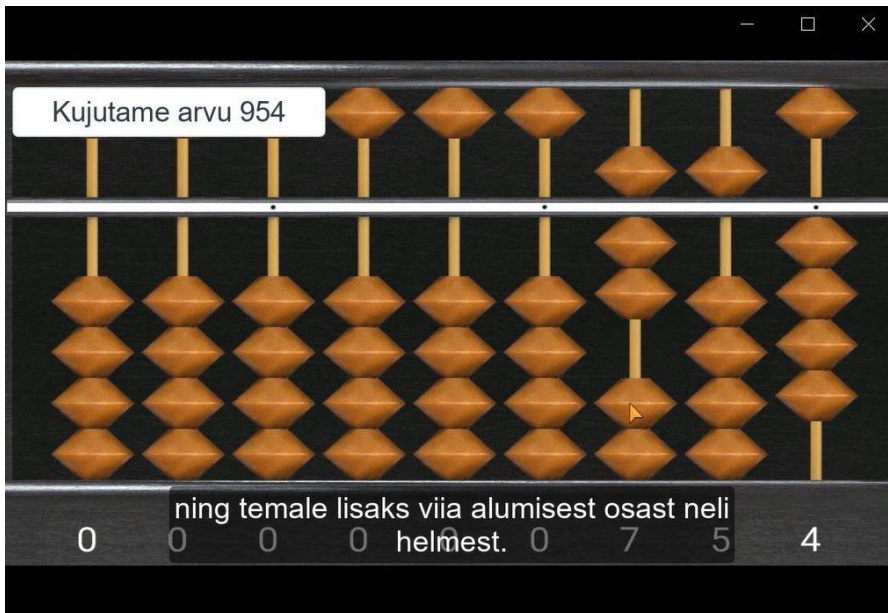 Kujutame arvu 954
ning temale lisaks viia alumisest osast neli
helmest.
0 0 0 0 0 0 7 5 4